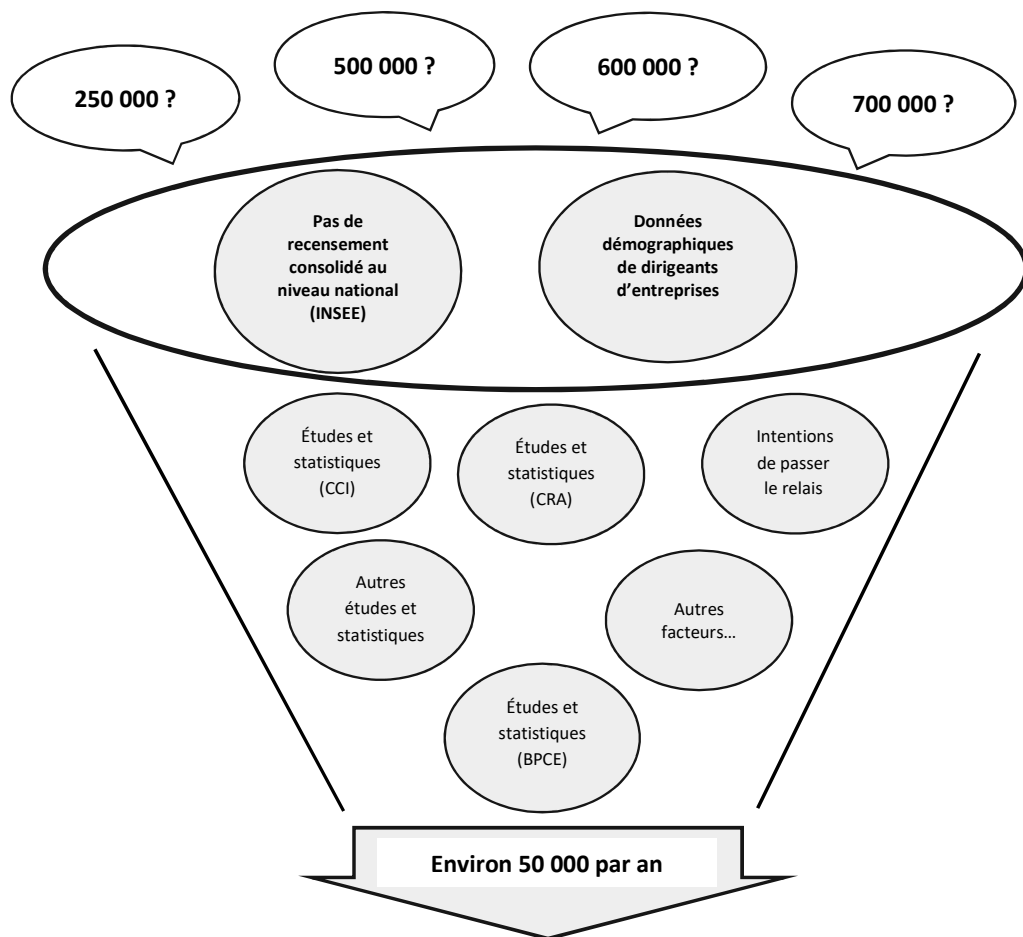 250 000 ?
500 000 ?
600 000 ?
700 000 ?
Pas de
recensement
consolidé au
niveau national
(INSEE)
Données
démographiques
de dirigeants
d’entreprises
Études et
statistiques
(CCI)
Études et
statistiques
(CRA)
Intentions
de passer
le relais
Autres
études et
statistiques
Autres
facteurs…
Études et
statistiques
(BPCE)
Environ 50 000 par an